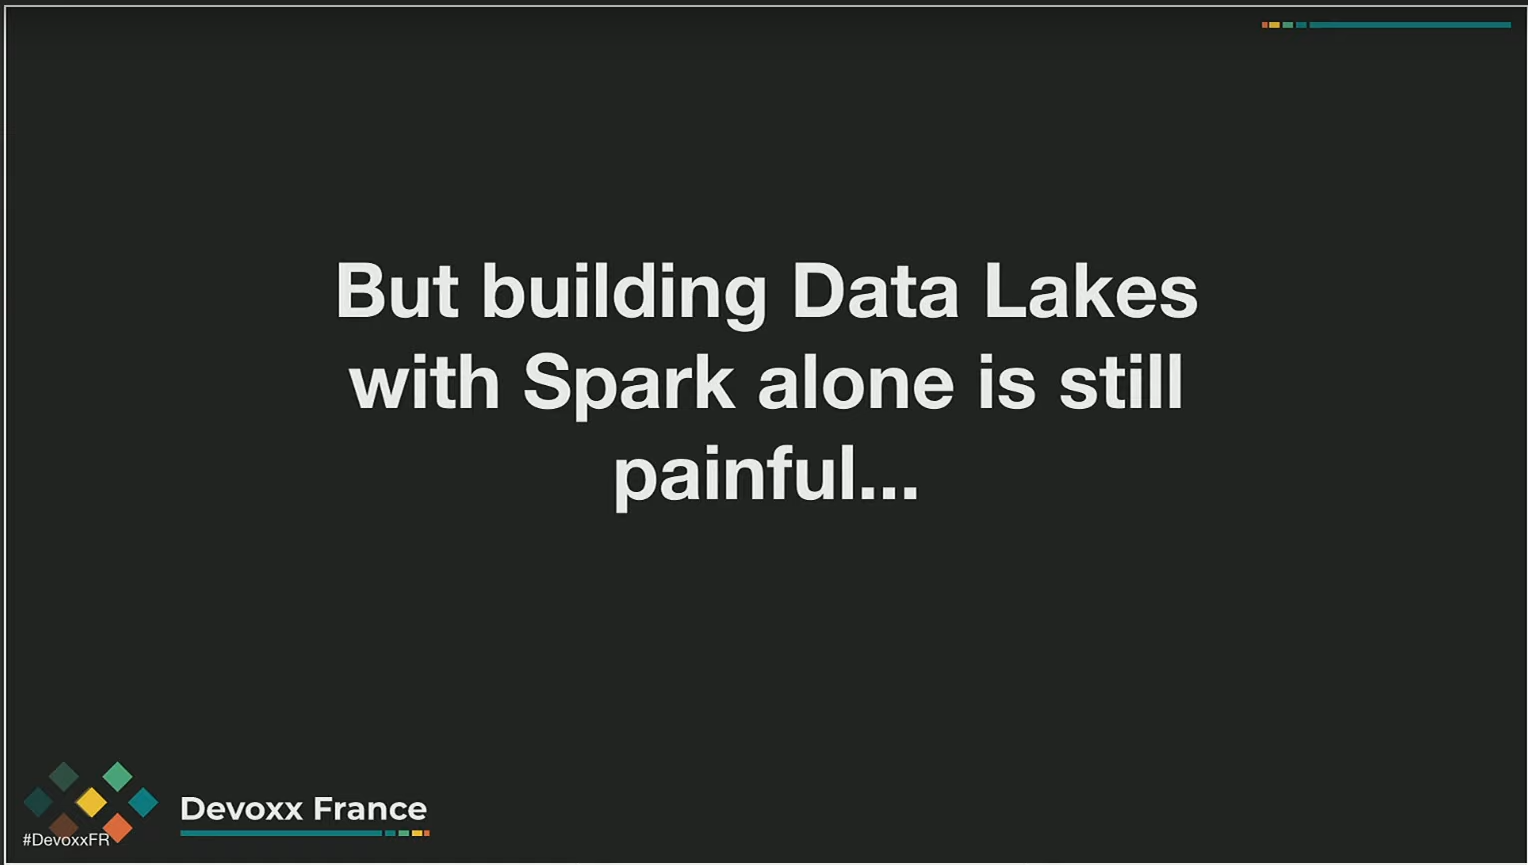 But building Data Lakes
with Spark alone is still
painful...
Devoxx France
#DevoxxFR